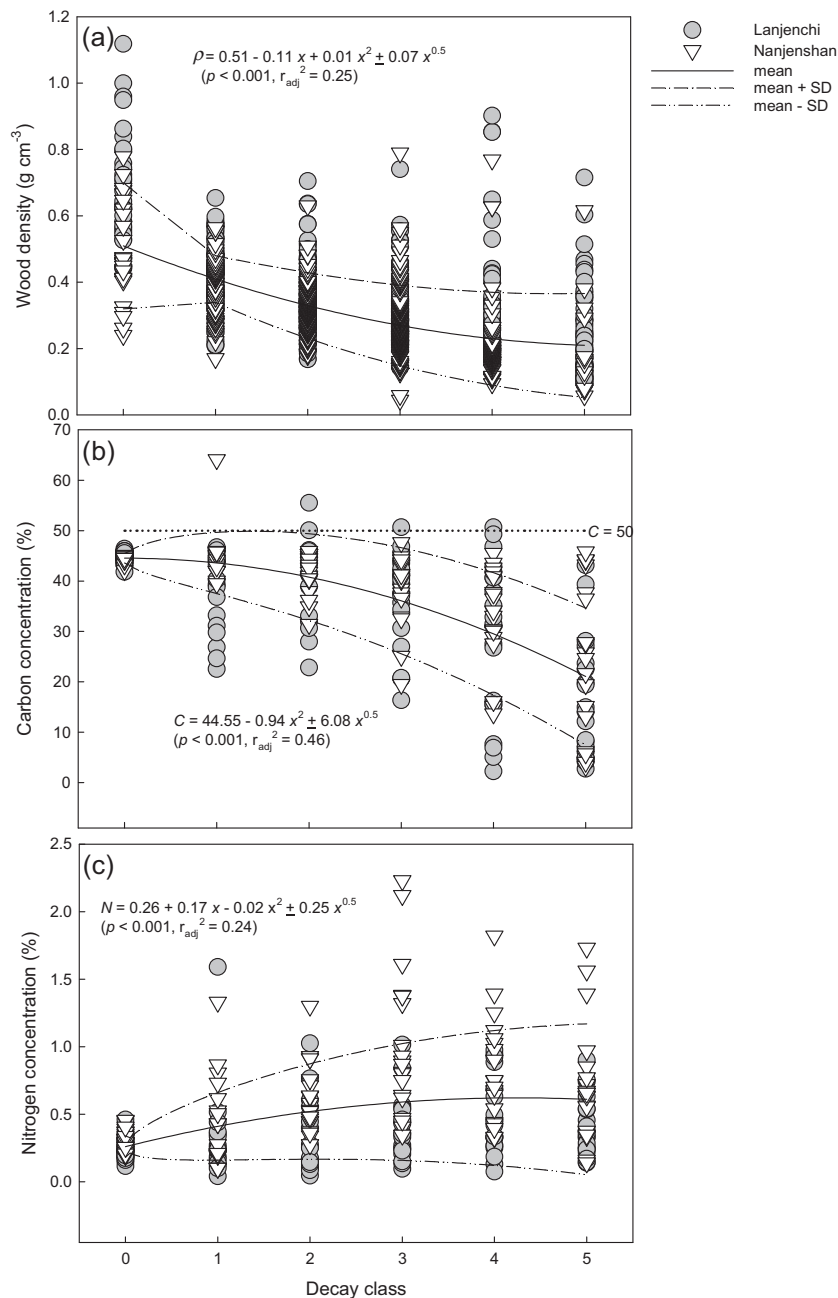 Lanjenchi
Nanjenshan
mean
mean + SD
mean - SD
(a)
ρ = 0.51 - 0.11 x + 0.01 x² ± 0.07 x^0.5
(p < 0.001, r_adj² = 0.25)
Wood density (g cm⁻³)
1.2
1.0
0.8
0.6
0.4
0.2
0.0
(b)
C = 50
C = 44.55 - 0.94 x² ± 6.08 x^0.5
(p < 0.001, r_adj² = 0.46)
Carbon concentration (%)
70
60
50
40
30
20
10
0
(c)
N = 0.26 + 0.17 x - 0.02 x² ± 0.25 x^0.5
(p < 0.001, r_adj² = 0.24)
Nitrogen concentration (%)
2.5
2.0
1.5
1.0
0.5
0.0
0 1 2 3 4 5
Decay class